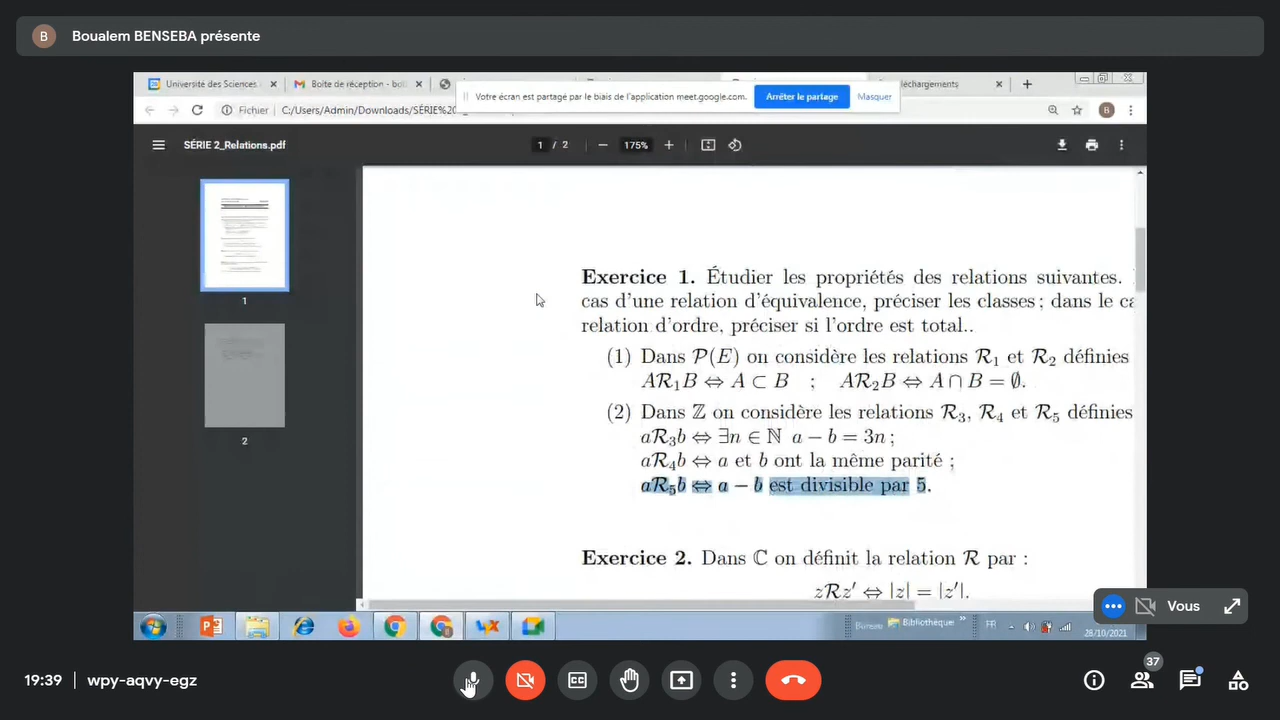 B Boualem BENSEBA présente
Université des Sciences
Boîte de réception - bo
léchargements
Votre écran est partagé par le biais de l'application meet.google.com. Arrêter le partage Masquer
Fichier C:/Users/Admin/Downloads/SÉRIE%20 B
SÉRIE 2_Relations.pdf 1 / 2 175%
1
2
Exercice 1. Étudier les propriétés des relations suivantes.
cas d'une relation d'équivalence, préciser les classes ; dans le ca
relation d'ordre, préciser si l'ordre est total..
(1) Dans 𝒫(E) on considère les relations ℛ₁ et ℛ₂ définies
Aℛ₁B ⇔ A ⊂ B ; Aℛ₂B ⇔ A ∩ B = ∅.
(2) Dans ℤ on considère les relations ℛ₃, ℛ₄ et ℛ₅ définies
aℛ₃b ⇔ ∃n ∈ ℕ a − b = 3n ;
aℛ₄b ⇔ a et b ont la même parité ;
aℛ₅b ⇔ a − b est divisible par 5.
Exercice 2. Dans ℂ on définit la relation ℛ par :
zℛz′ ⇔ |z| = |z′|.
Vous
Bureau Bibliothèque » FR
28/10/2021
19:39 | wpy-aqvy-egz
37